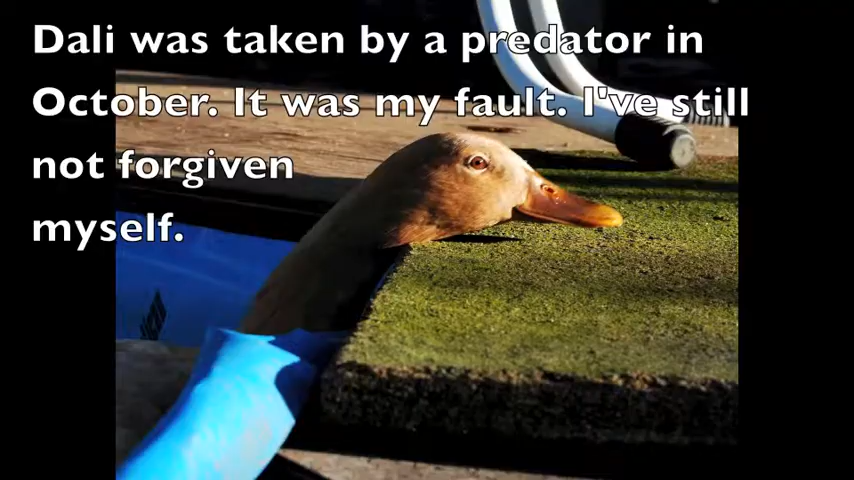 Dali was taken by a predator in
October. It was my fault. I've still
not forgiven
myself.